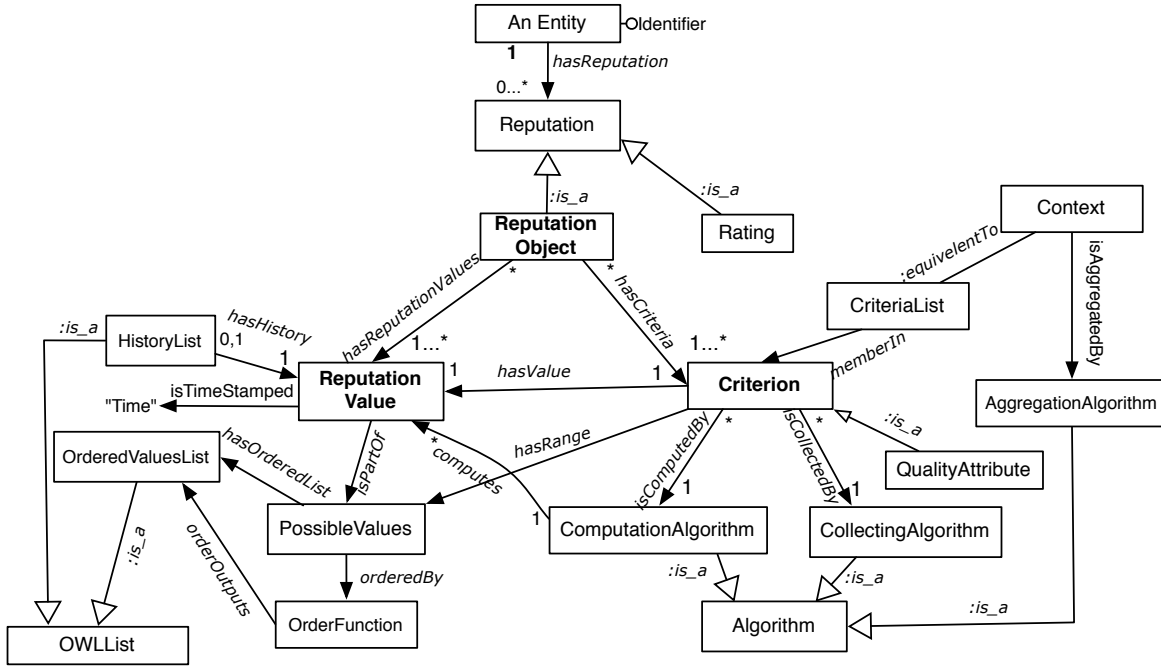 An Entity
Identifier
1
hasReputation
0...*
Reputation
:is_a
:is_a
Reputation
Object
Rating
Context
:equivelentTo
isAggregatedBy
CriteriaList
memberIn
*
*
hasReputationValues
hasCriteria
1...*
1...*
:is_a
HistoryList
hasHistory
0,1
1
Reputation
Value
1
hasValue
1
Criterion
isTimeStamped
"Time"
AggregationAlgorithm
:is_a
QualityAttribute
OrderedValuesList
hasOrderedList
isPartOf
*
computes
1
hasRange
isComputedBy
*
1
isCollectedBy
*
1
PossibleValues
ComputationAlgorithm
CollectingAlgorithm
:is_a
orderOutputs
orderedBy
OrderFunction
:is_a
:is_a
:is_a
Algorithm
OWLList